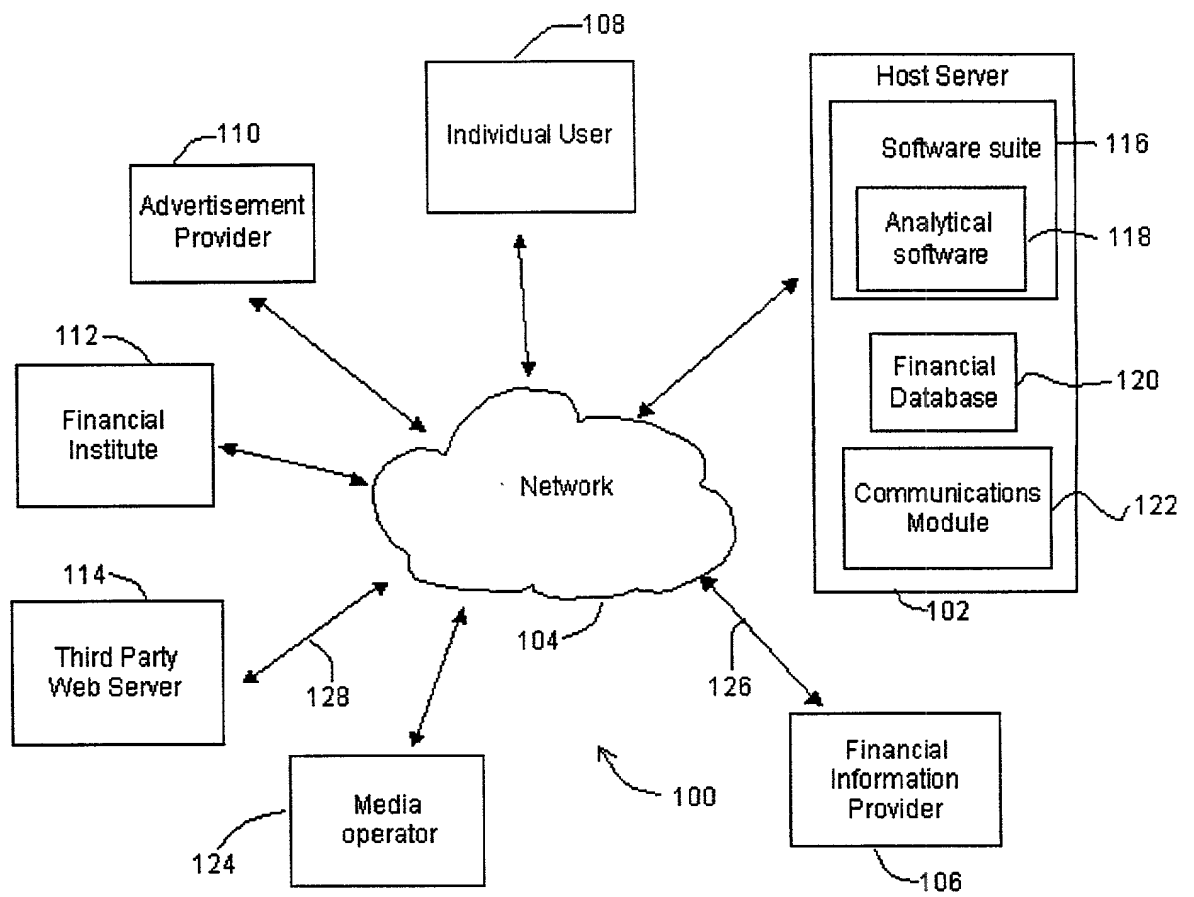 108
Individual User
Host Server
Software suite
116
Analytical
software
118
Financial
Database
120
Communications
Module
122
102
110
Advertisement
Provider
112
Financial
Institute
Network
104
114
Third Party
Web Server
128
126
Media
operator
124
100
Financial
Information
Provider
106